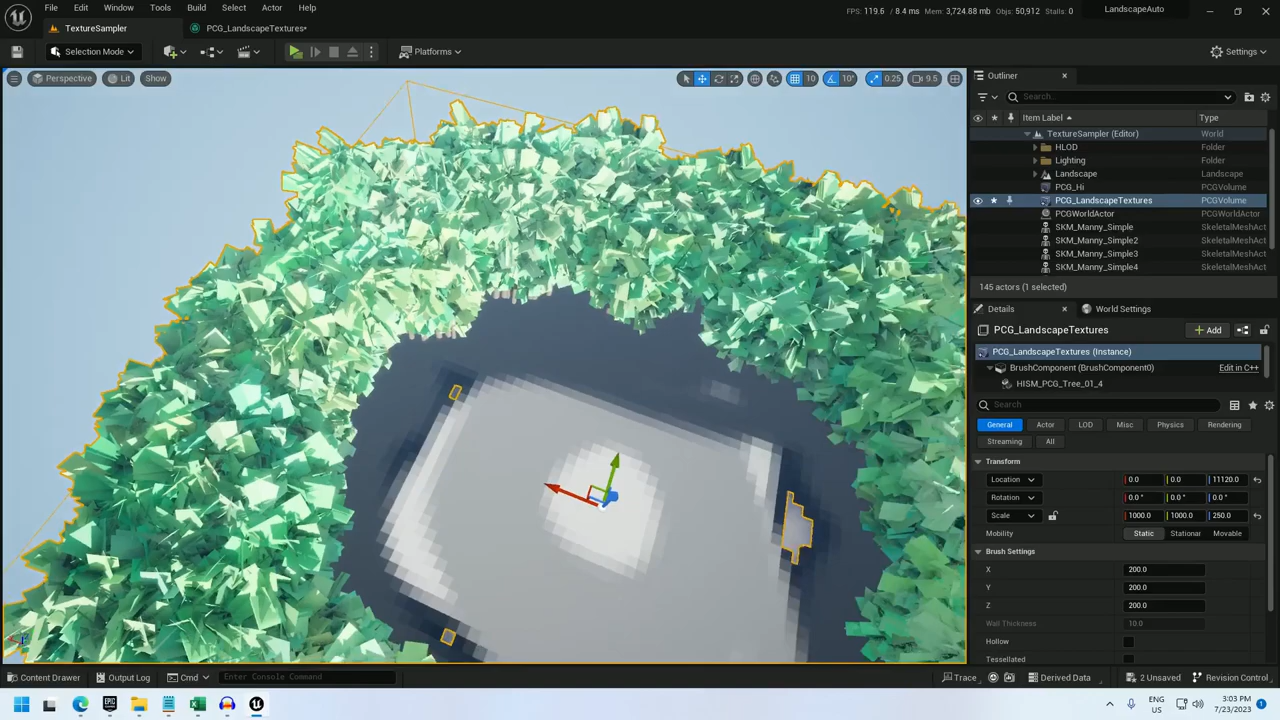 File Edit Window Tools Build Select Actor Help
FPS: 119.6 / 8.4 ms Mem: 3,724.88 mb Objs: 50,912 Stalls: 0
LandscapeAuto
TextureSampler
PCG_LandscapeTextures*
Selection Mode
Platforms
Settings
Perspective Lit Show
10 10° 0.25 9.5
Outliner
Search...
Item Label Type
TextureSampler (Editor) World
HLOD Folder
Lighting Folder
Landscape Landscape
PCG_Hi PCGVolume
PCG_LandscapeTextures PCGVolume
PCGWorldActor PCGWorldActor
SKM_Manny_Simple SkeletalMeshAct
SKM_Manny_Simple2 SkeletalMeshAct
SKM_Manny_Simple3 SkeletalMeshAct
SKM_Manny_Simple4 SkeletalMeshAct
145 actors (1 selected)
Details World Settings
PCG_LandscapeTextures
Add
PCG_LandscapeTextures (Instance)
BrushComponent (BrushComponent0) Edit in C++
HISM_PCG_Tree_01_4
Search
General Actor LOD Misc Physics Rendering
Streaming All
Transform
Location 0.0 0.0 11120.0
Rotation 0.0 ° 0.0 ° 0.0 °
Scale 1000.0 1000.0 250.0
Mobility Static Stationar Movable
Brush Settings
X 200.0
Y 200.0
Z 200.0
Wall Thickness 10.0
Hollow
Tessellated
Content Drawer Output Log Cmd Enter Console Command
Trace Derived Data 2 Unsaved Revision Control
ENG
US
3:03 PM
7/23/2023